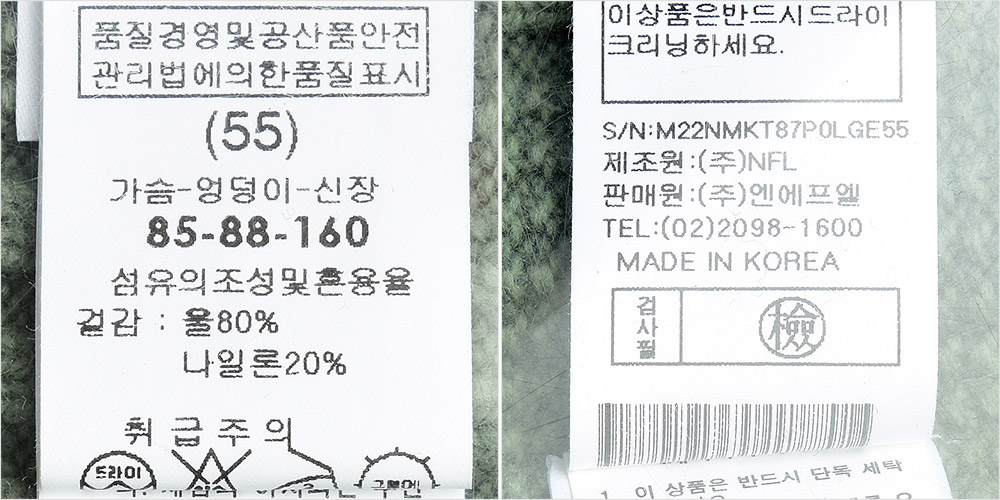 품질경영및공산품안전
관리법에의한품질표시
(55)
가슴-엉덩이-신장
85-88-160
섬유의조성및혼용율
겉감 : 울80%
나일론20%
취급주의
드라이
이상품은반드시드라이
크리닝하세요.
S/N:M22NMKT87P0LGE55
제조원:(주)NFL
판매원:(주)엔에프엘
TEL:(02)2098-1600
MADE IN KOREA
검사필
檢
1. 이 상품은 반드시 단독 세탁